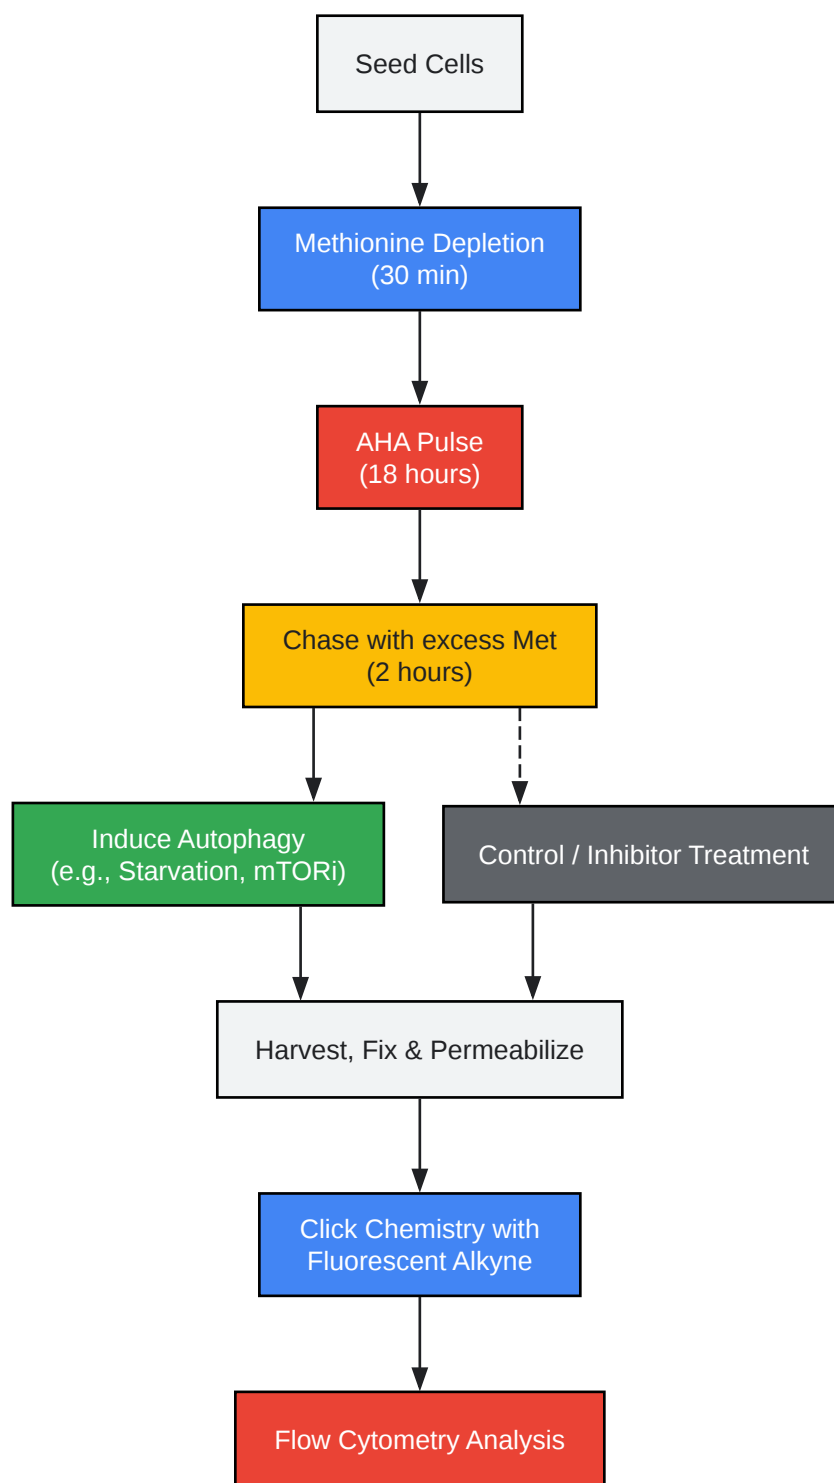 Seed Cells
Methionine Depletion
(30 min)
AHA Pulse
(18 hours)
Chase with excess Met
(2 hours)
Induce Autophagy
(e.g., Starvation, mTORi)
Control / Inhibitor Treatment
Harvest, Fix & Permeabilize
Click Chemistry with
Fluorescent Alkyne
Flow Cytometry Analysis